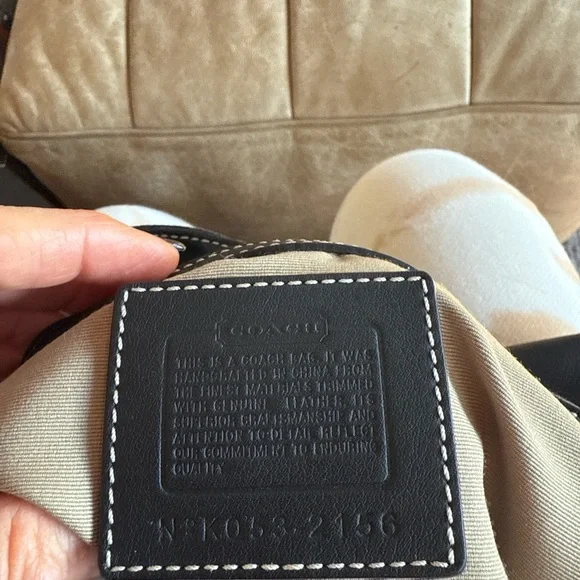 COACH
THIS IS A COACH BAG. IT WAS
HANDCRAFTED IN CHINA FROM
THE FINEST MATERIALS TRIMMED
WITH GENUINE LEATHER. ITS
SUPERIOR CRAFTSMANSHIP AND
ATTENTION TO DETAIL REFLECT
OUR COMMITMENT TO ENDURING
QUALITY
Nº K053-2156